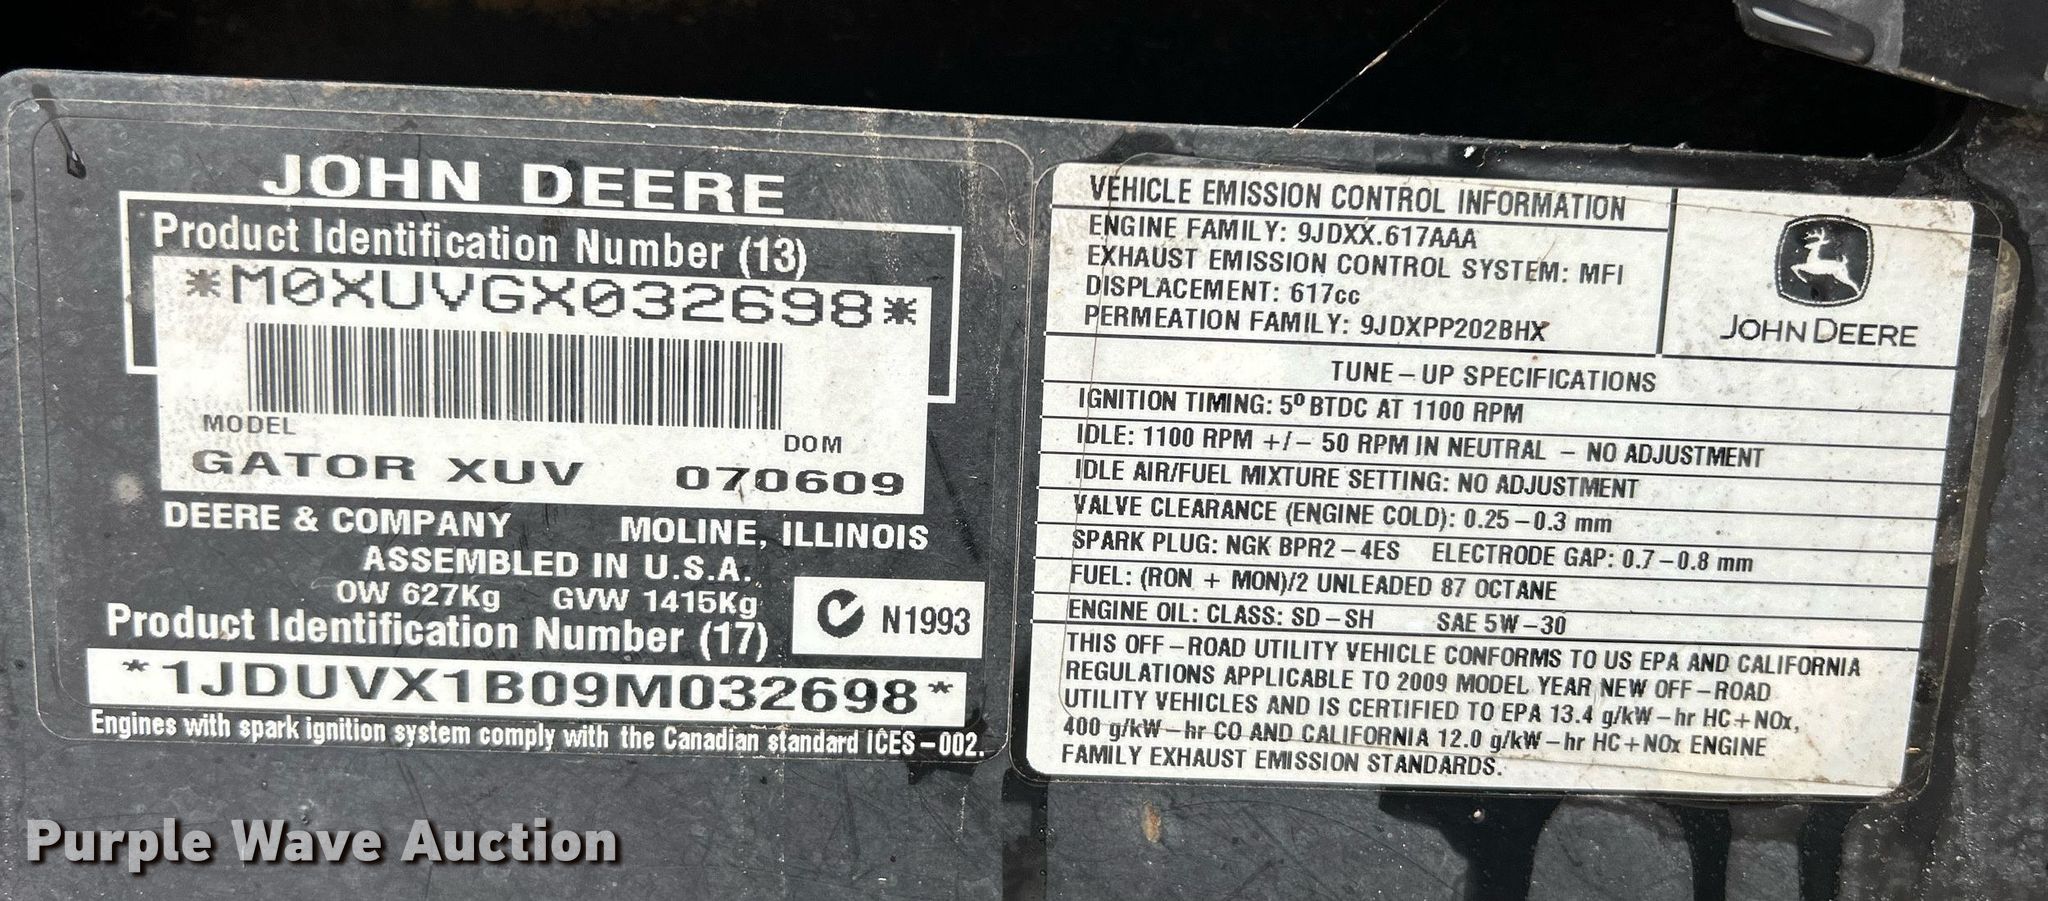 JOHN DEERE
Product Identification Number (13)
*M0XUVGX032698*
MODEL DOM
GATOR XUV 070609
DEERE & COMPANY MOLINE, ILLINOIS
ASSEMBLED IN U.S.A.
OW 627Kg GVW 1415Kg
N1993
Product Identification Number (17)
*1JDUVX1B09M032698*
Engines with spark ignition system comply with the Canadian standard ICES-002.
VEHICLE EMISSION CONTROL INFORMATION
ENGINE FAMILY: 9JDXX.617AAA
EXHAUST EMISSION CONTROL SYSTEM: MFI
DISPLACEMENT: 617cc
PERMEATION FAMILY: 9JDXPP202BHX
JOHN DEERE
TUNE-UP SPECIFICATIONS
IGNITION TIMING: 5º BTDC AT 1100 RPM
IDLE: 1100 RPM +/- 50 RPM IN NEUTRAL - NO ADJUSTMENT
IDLE AIR/FUEL MIXTURE SETTING: NO ADJUSTMENT
VALVE CLEARANCE (ENGINE COLD): 0.25-0.3 mm
SPARK PLUG: NGK BPR2-4ES ELECTRODE GAP: 0.7-0.8 mm
FUEL: (RON + MON)/2 UNLEADED 87 OCTANE
ENGINE OIL: CLASS: SD-SH SAE 5W-30
THIS OFF-ROAD UTILITY VEHICLE CONFORMS TO US EPA AND CALIFORNIA
REGULATIONS APPLICABLE TO 2009 MODEL YEAR NEW OFF-ROAD
UTILITY VEHICLES AND IS CERTIFIED TO EPA 13.4 g/kW-hr HC+NOx,
400 g/kW-hr CO AND CALIFORNIA 12.0 g/kW-hr HC+NOx ENGINE
FAMILY EXHAUST EMISSION STANDARDS.
Purple Wave Auction